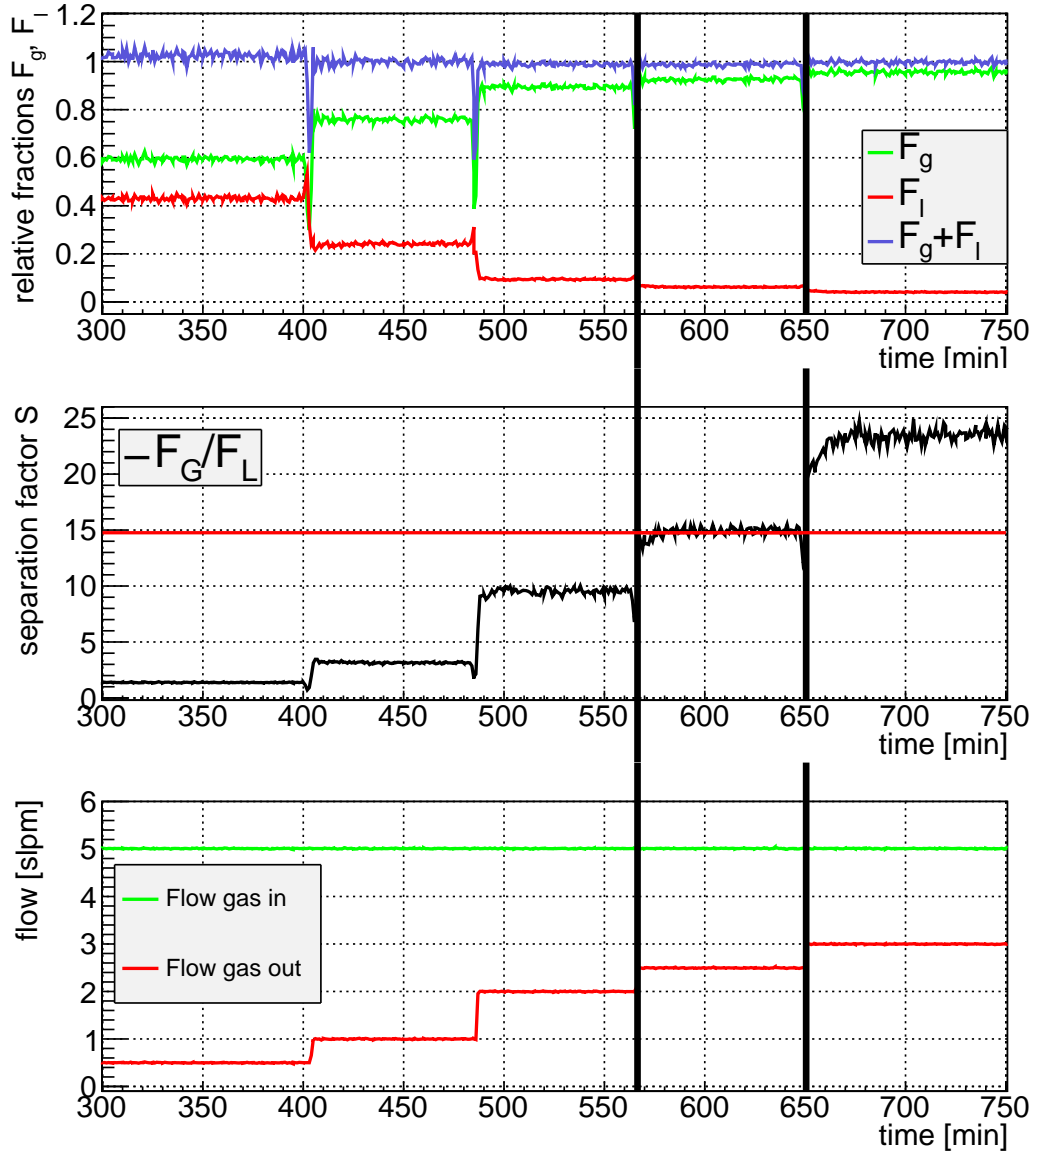 relative fractions F_g, F_l
1.2
1
0.8
0.6
0.4
0.2
0
F_g
F_l
F_g+F_l
300 350 400 450 500 550 600 650 700 750
time [min]
separation factor S
25
20
15
10
5
0
–F_G/F_L
300 350 400 450 500 550 600 650 700 750
time [min]
flow [slpm]
6
5
4
3
2
1
0
Flow gas in
Flow gas out
300 350 400 450 500 550 600 650 700 750
time [min]